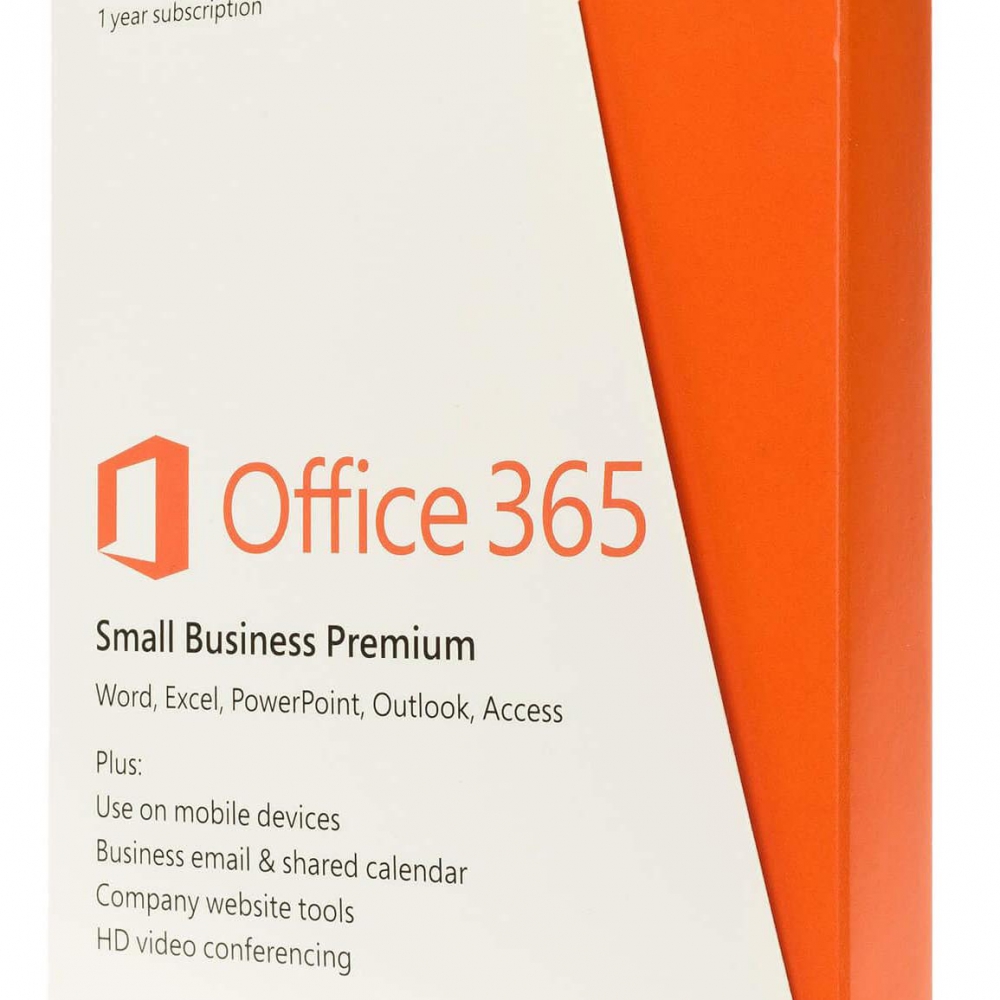 1 year subscription
Office 365
Small Business Premium
Word, Excel, PowerPoint, Outlook, Access
Plus:
Use on mobile devices
Business email & shared calendar
Company website tools
HD video conferencing